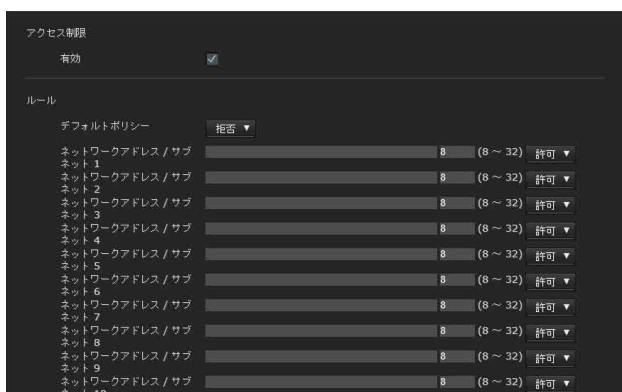 アクセス制限
有効
ルール
デフォルトポリシー 拒否 ▼
ネットワークアドレス / サブ
ネット 1 8 (8 ~ 32) 許可 ▼
ネットワークアドレス / サブ
ネット 2 8 (8 ~ 32) 許可 ▼
ネットワークアドレス / サブ
ネット 3 8 (8 ~ 32) 許可 ▼
ネットワークアドレス / サブ
ネット 4 8 (8 ~ 32) 許可 ▼
ネットワークアドレス / サブ
ネット 5 8 (8 ~ 32) 許可 ▼
ネットワークアドレス / サブ
ネット 6 8 (8 ~ 32) 許可 ▼
ネットワークアドレス / サブ
ネット 7 8 (8 ~ 32) 許可 ▼
ネットワークアドレス / サブ
ネット 8 8 (8 ~ 32) 許可 ▼
ネットワークアドレス / サブ
ネット 9 8 (8 ~ 32) 許可 ▼
ネットワークアドレス / サブ
8 (8 ~ 32) 許可 ▼